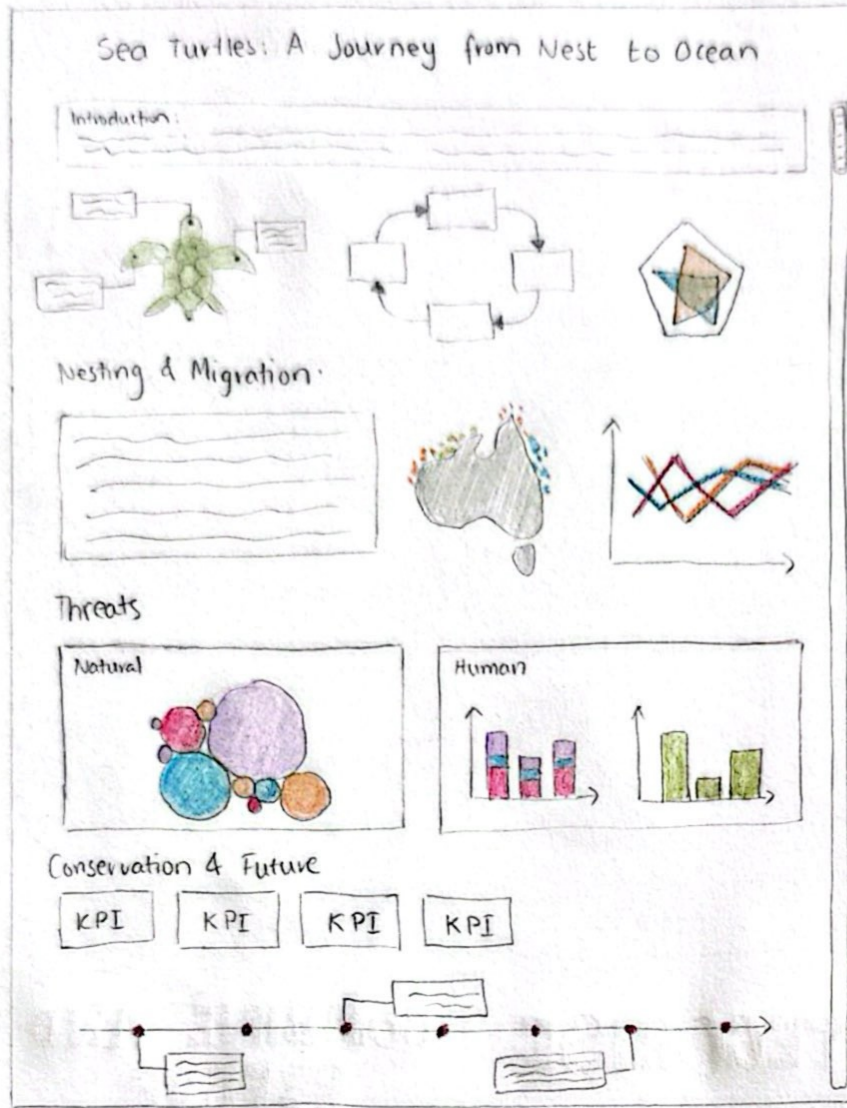 Sea Turtles: A Journey from Nest to Ocean
Introduction:
Nesting & Migration.
Threats
Natural
Human
Conservation & Future
KPI KPI KPI KPI